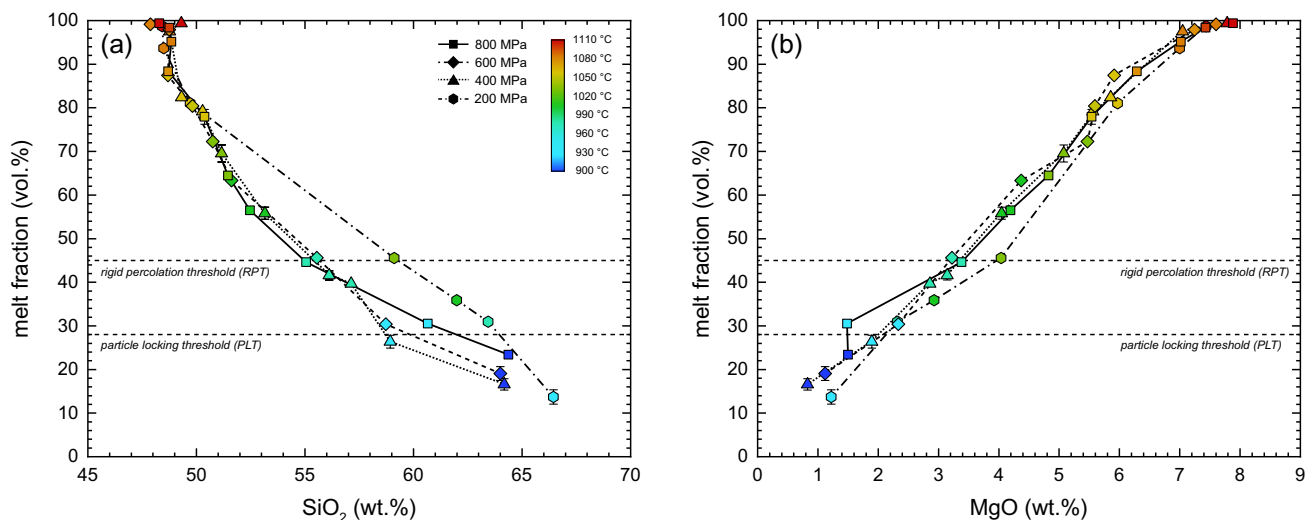 (a)
800 MPa
600 MPa
400 MPa
200 MPa
1110 °C
1080 °C
1050 °C
1020 °C
990 °C
960 °C
930 °C
900 °C
rigid percolation threshold (RPT)
particle locking threshold (PLT)
melt fraction (vol.%)
100
90
80
70
60
50
40
30
20
10
0
45 50 55 60 65 70
SiO₂ (wt.%)
(b)
rigid percolation threshold (RPT)
particle locking threshold (PLT)
melt fraction (vol.%)
100
90
80
70
60
50
40
30
20
10
0
0 1 2 3 4 5 6 7 8 9
MgO (wt.%)